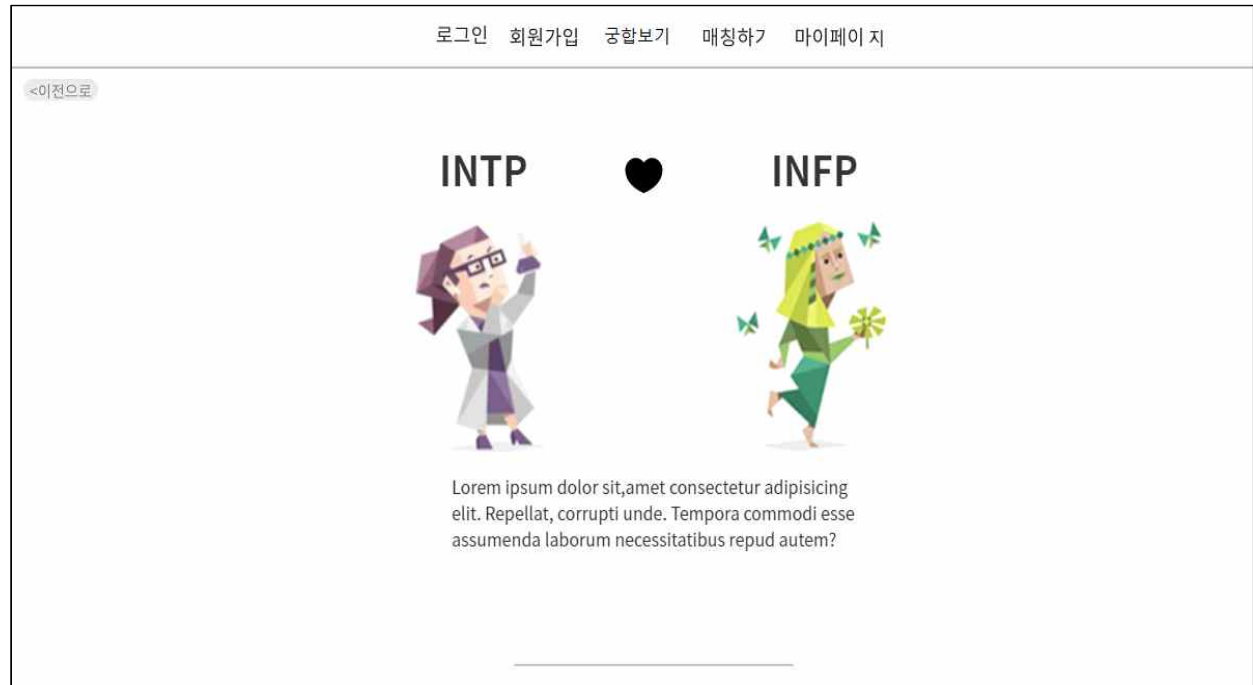 로그인 회원가입 궁합보기 매칭하기 마이페이 지
<이전으로
INTP INFP
Lorem ipsum dolor sit,amet consectetur adipisicing
elit. Repellat, corrupti unde. Tempora commodi esse
assumenda laborum necessitatibus repud autem?